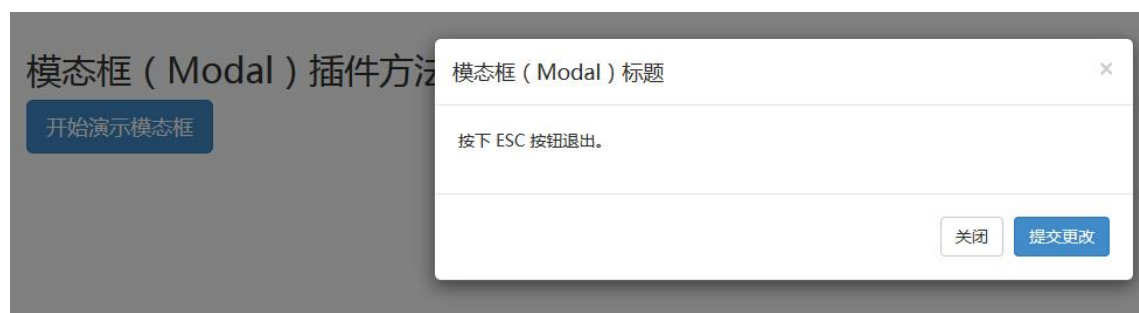 模态框（Modal）插件方法
开始演示模态框
模态框（Modal）标题
×
按下 ESC 按钮退出。
关闭
提交更改